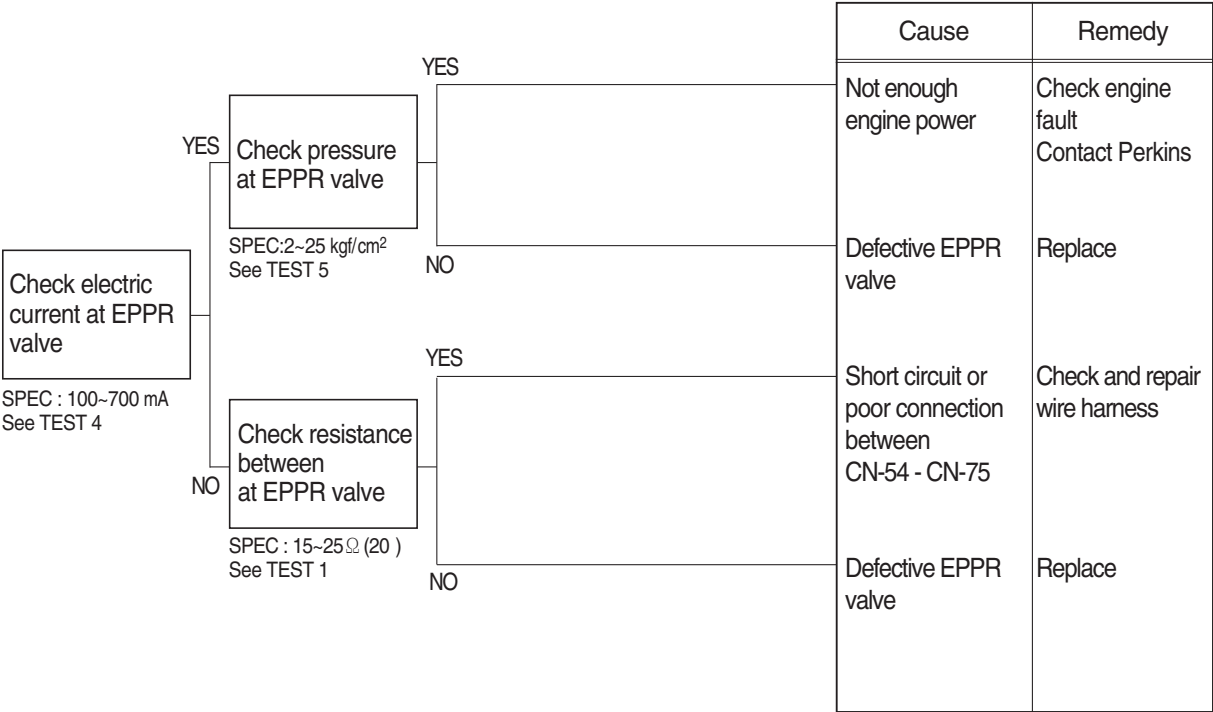 Cause
Remedy
YES
Not enough
engine power
Check engine
fault
Contact Perkins
YES
Check pressure
at EPPR valve
SPEC:2~25 kgf/cm²
See TEST 5
NO
Defective EPPR
valve
Replace
Check electric
current at EPPR
valve
SPEC : 100~700 mA
See TEST 4
YES
Short circuit or
poor connection
between
CN-54 - CN-75
Check and repair
wire harness
NO
Check resistance
between
at EPPR valve
SPEC : 15~25Ω (20 )
See TEST 1
NO
Defective EPPR
valve
Replace